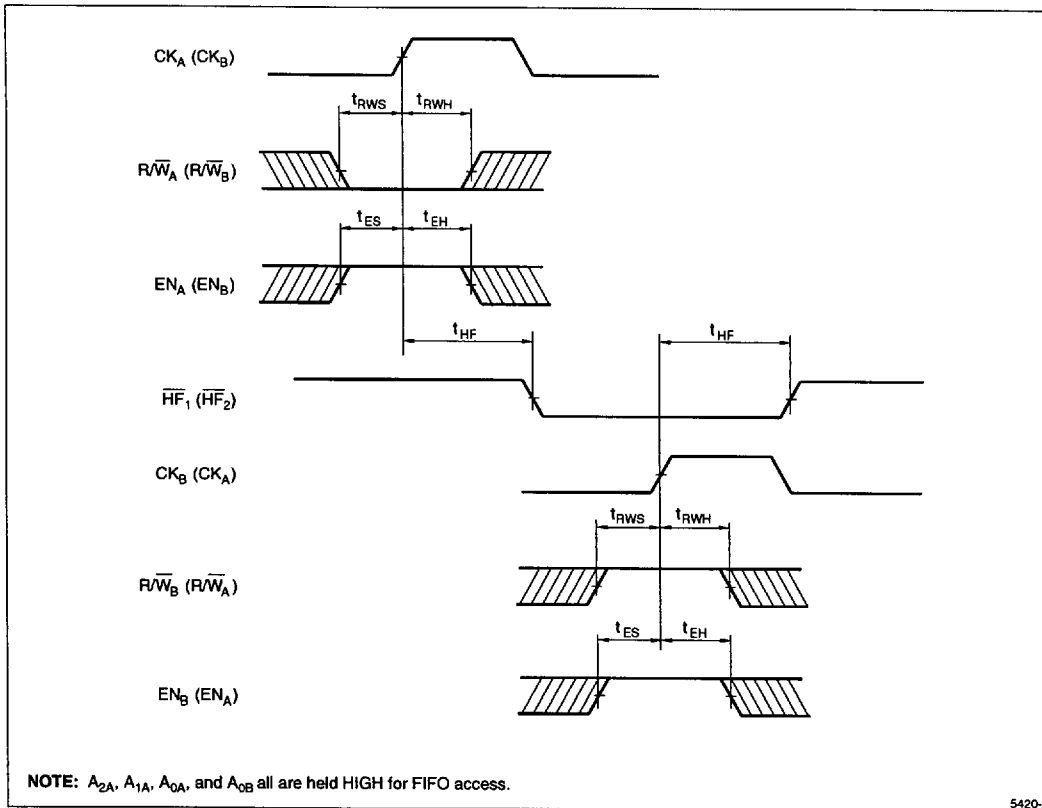 CK_A (CK_B)
t_RWS t_RWH
R/W̅_A (R/W̅_B)
t_ES t_EH
EN_A (EN_B)
t_HF t_HF
H̅F̅_1 (H̅F̅_2)
CK_B (CK_A)
t_RWS t_RWH
R/W̅_B (R/W̅_A)
t_ES t_EH
EN_B (EN_A)
NOTE: A_2A, A_1A, A_0A, and A_0B all are held HIGH for FIFO access.
5420-